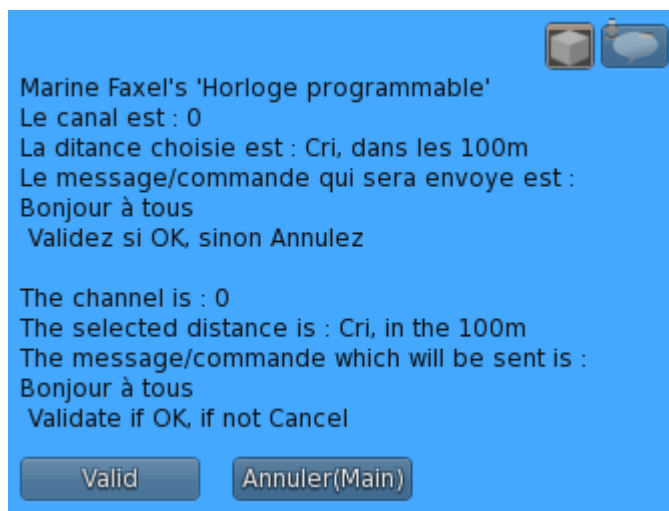 Marine Faxel's 'Horloge programmable'
Le canal est : 0
La ditance choisie est : Cri, dans les 100m
Le message/commande qui sera envoye est :
Bonjour à tous
Validez si OK, sinon Annulez
The channel is : 0
The selected distance is : Cri, in the 100m
The message/commande which will be sent is :
Bonjour à tous
Validate if OK, if not Cancel
Valid
Annuler(Main)